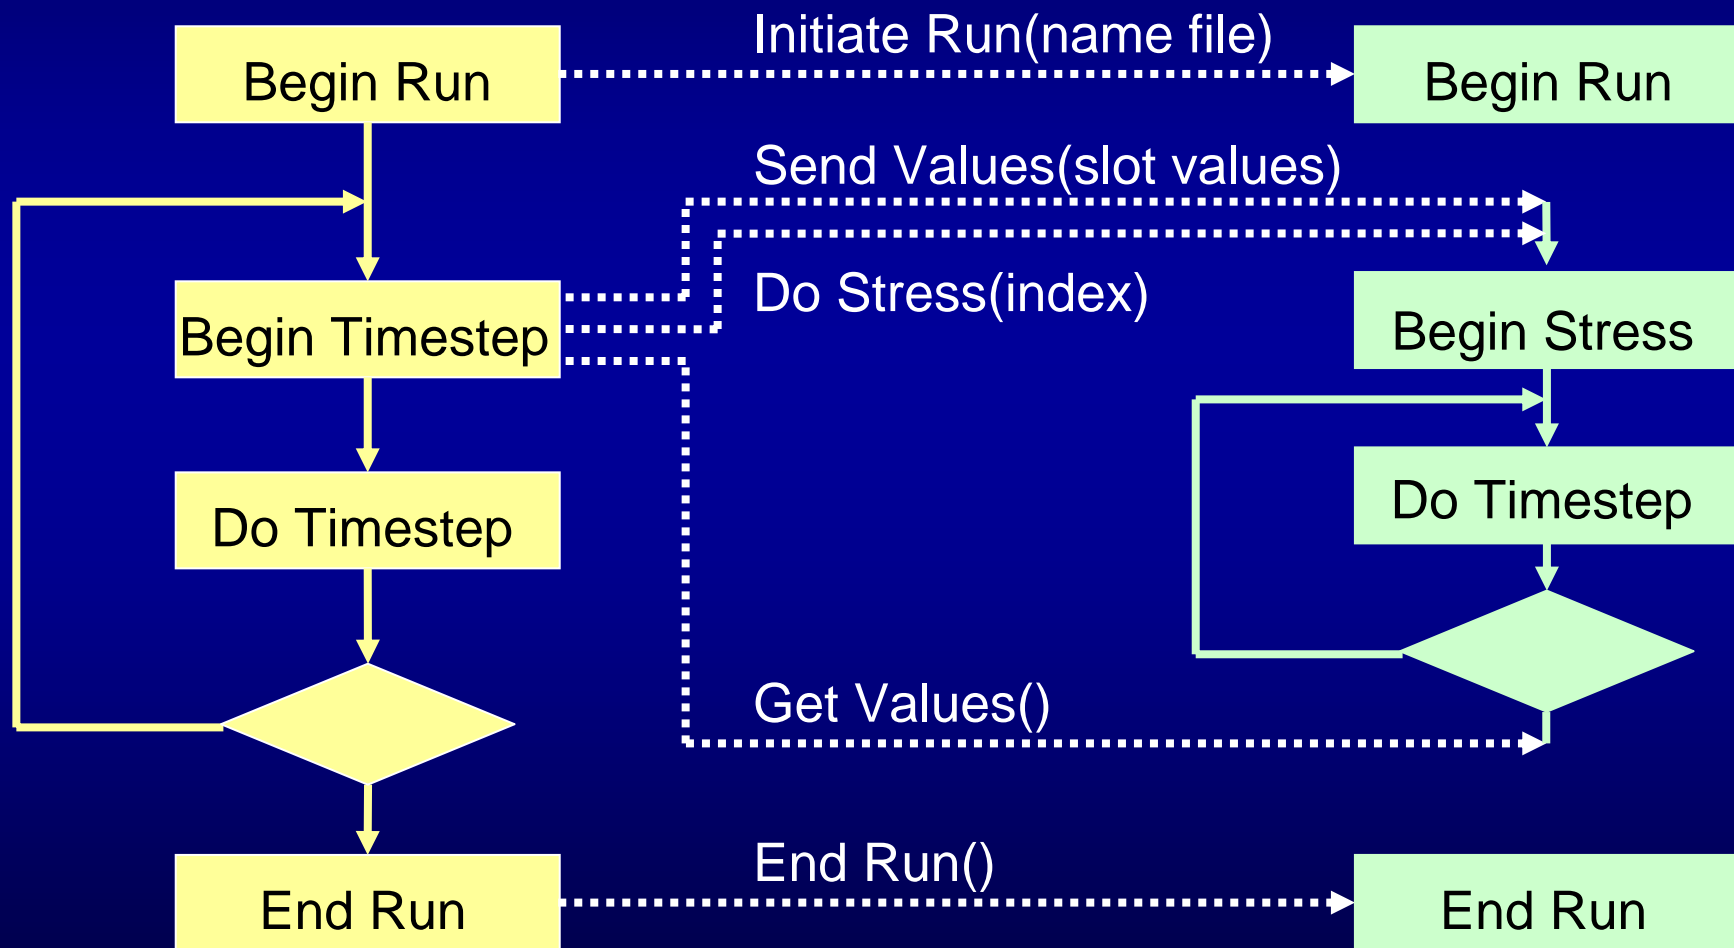 Initiate Run(name file)
Begin Run
Begin Run
Send Values(slot values)
Do Stress(index)
Begin Timestep
Begin Stress
Do Timestep
Do Timestep
Get Values()
End Run()
End Run
End Run